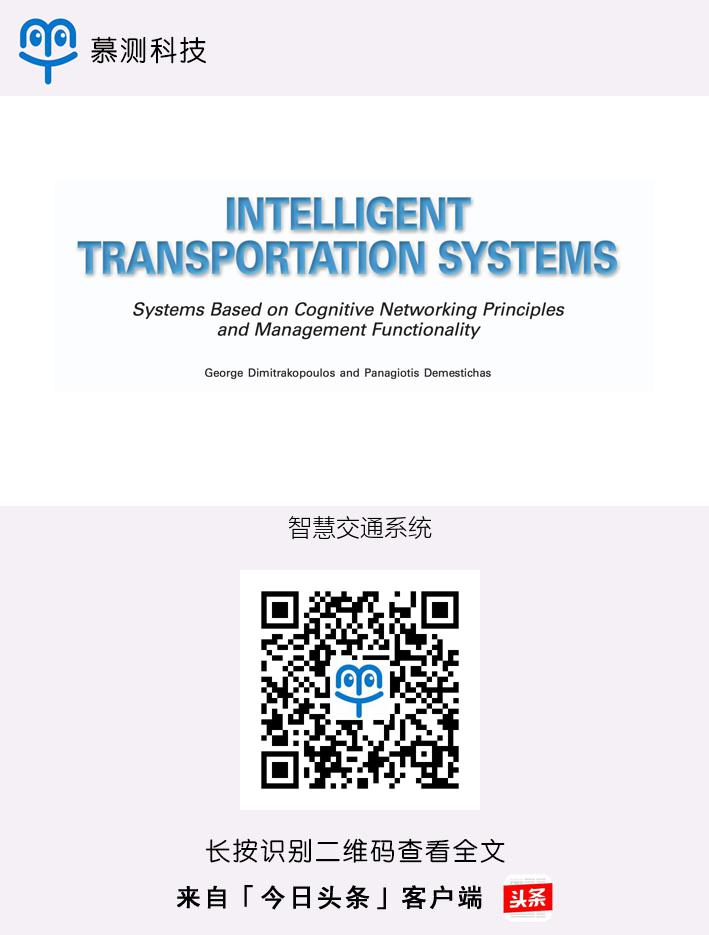 慕测科技
INTELLIGENT
TRANSPORTATION SYSTEMS
Systems Based on Cognitive Networking Principles
and Management Functionality
George Dimitrakopoulos and Panagiotis Demestichas
智慧交通系统
长按识别二维码查看全文
来自「今日头条」客户端 头条